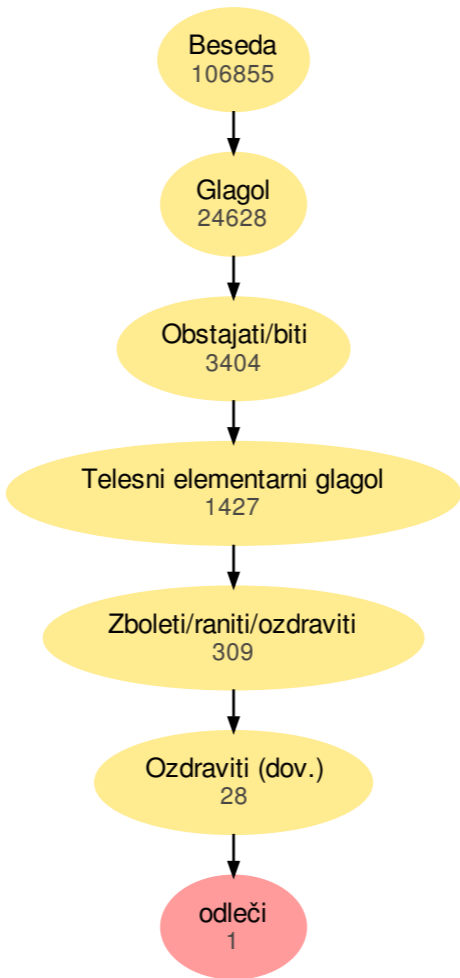 Beseda
106855
Glagol
24628
Obstajati/biti
3404
Telesni elementarni glagol
1427
Zboleti/raniti/ozdraviti
309
Ozdraviti (dov.)
28
odleči
1